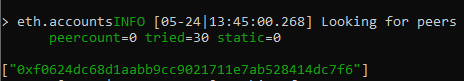 > eth.accountsINFO [05-24|13:45:00.268] Looking for peers
peercount=0 tried=30 static=0
["0xf0624dc68d1aabb9cc9021711e7ab528414dc7f6"]